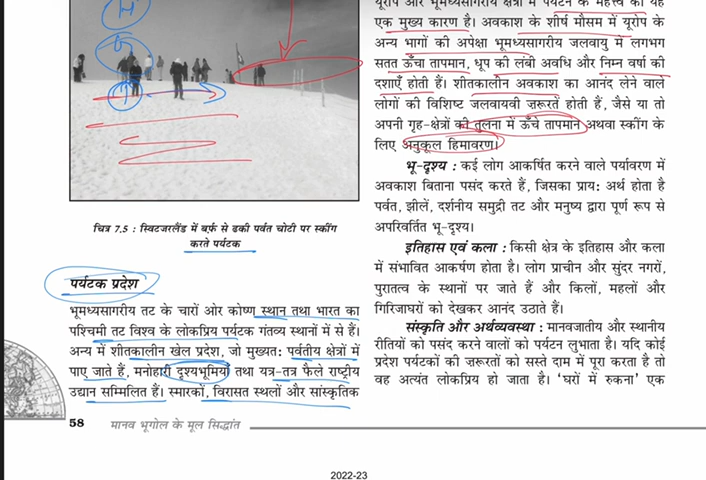 चित्र 7.5 : स्विटजरलैंड में बर्फ़ से ढकी पर्वत चोटी पर स्कींग
करते पर्यटक
पर्यटक प्रदेश
भूमध्यसागरीय तट के चारों ओर कोष्ण स्थान तथा भारत का
पश्चिमी तट विश्व के लोकप्रिय पर्यटक गंतव्य स्थानों में से हैं।
अन्य में शीतकालीन खेल प्रदेश, जो मुख्यत: पर्वतीय क्षेत्रों में
पाए जाते हैं, मनोहारी दृश्यभूमियाँ तथा यत्र-तत्र फैले राष्ट्रीय
उद्यान सम्मिलित हैं। स्मारकों, विरासत स्थलों और सांस्कृतिक
यूरोप और भूमध्यसागरीय क्षेत्रों में पर्यटन के महत्त्व का यह
एक मुख्य कारण है। अवकाश के शीर्ष मौसम में यूरोप के
अन्य भागों की अपेक्षा भूमध्यसागरीय जलवायु में लगभग
सतत ऊँचा तापमान, धूप की लंबी अवधि और निम्न वर्षा की
दशाएँ होती हैं। शीतकालीन अवकाश का आनंद लेने वाले
लोगों की विशिष्ट जलवायवी ज़रूरतें होती हैं, जैसे या तो
अपनी गृह-क्षेत्रों की तुलना में ऊँचे तापमान अथवा स्कींग के
लिए अनुकूल हिमावरण।
भू-दृश्य : कई लोग आकर्षित करने वाले पर्यावरण में
अवकाश बिताना पसंद करते हैं, जिसका प्राय: अर्थ होता है
पर्वत, झीलें, दर्शनीय समुद्री तट और मनुष्य द्वारा पूर्ण रूप से
अपरिवर्तित भू-दृश्य।
इतिहास एवं कला : किसी क्षेत्र के इतिहास और कला
में संभावित आकर्षण होता है। लोग प्राचीन और सुंदर नगरों,
पुरातत्व के स्थानों पर जाते हैं और किलों, महलों और
गिरिजाघरों को देखकर आनंद उठाते हैं।
संस्कृति और अर्थव्यवस्था : मानवजातीय और स्थानीय
रीतियों को पसंद करने वालों को पर्यटन लुभाता है। यदि कोई
प्रदेश पर्यटकों की ज़रूरतों को सस्ते दाम में पूरा करता है तो
वह अत्यंत लोकप्रिय हो जाता है। 'घरों में रुकना' एक
58 मानव भूगोल के मूल सिद्धांत
2022-23